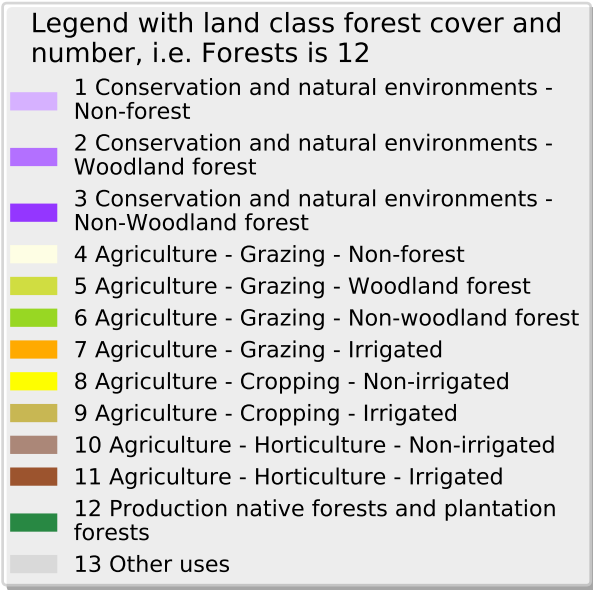 Legend with land class forest cover and
number, i.e. Forests is 12
1 Conservation and natural environments -
Non-forest
2 Conservation and natural environments -
Woodland forest
3 Conservation and natural environments -
Non-Woodland forest
4 Agriculture - Grazing - Non-forest
5 Agriculture - Grazing - Woodland forest
6 Agriculture - Grazing - Non-woodland forest
7 Agriculture - Grazing - Irrigated
8 Agriculture - Cropping - Non-irrigated
9 Agriculture - Cropping - Irrigated
10 Agriculture - Horticulture - Non-irrigated
11 Agriculture - Horticulture - Irrigated
12 Production native forests and plantation
forests
13 Other uses